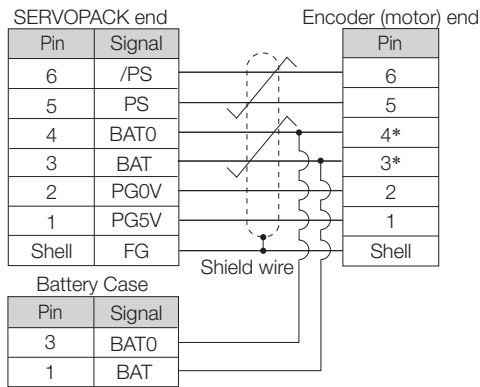 SERVOPACK end Encoder (motor) end
Pin Signal Pin
6 /PS 6
5 PS 5
4 BAT0 4*
3 BAT 3*
2 PG0V 2
1 PG5V 1
Shell FG Shell
Shield wire
Battery Case
Pin Signal
3 BAT0
1 BAT